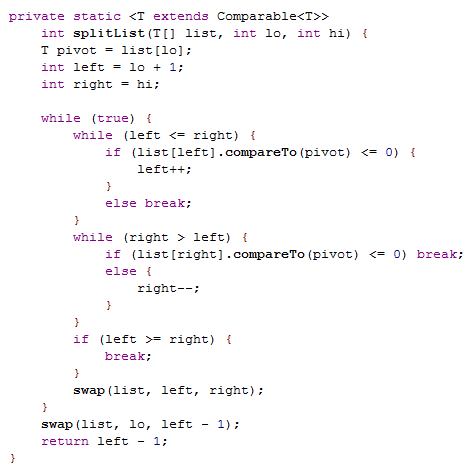 private static <T extends Comparable<T>>
    int splitList(T[] list, int lo, int hi) {
    T pivot = list[lo];
    int left = lo + 1;
    int right = hi;

    while (true) {
        while (left <= right) {
            if (list[left].compareTo(pivot) <= 0) {
                left++;
            }
            else break;
        }
        while (right > left) {
            if (list[right].compareTo(pivot) <= 0) break;
            else {
                right--;
            }
        }
        if (left >= right) {
            break;
        }
        swap(list, left, right);
    }
    swap(list, lo, left - 1);
    return left - 1;
}